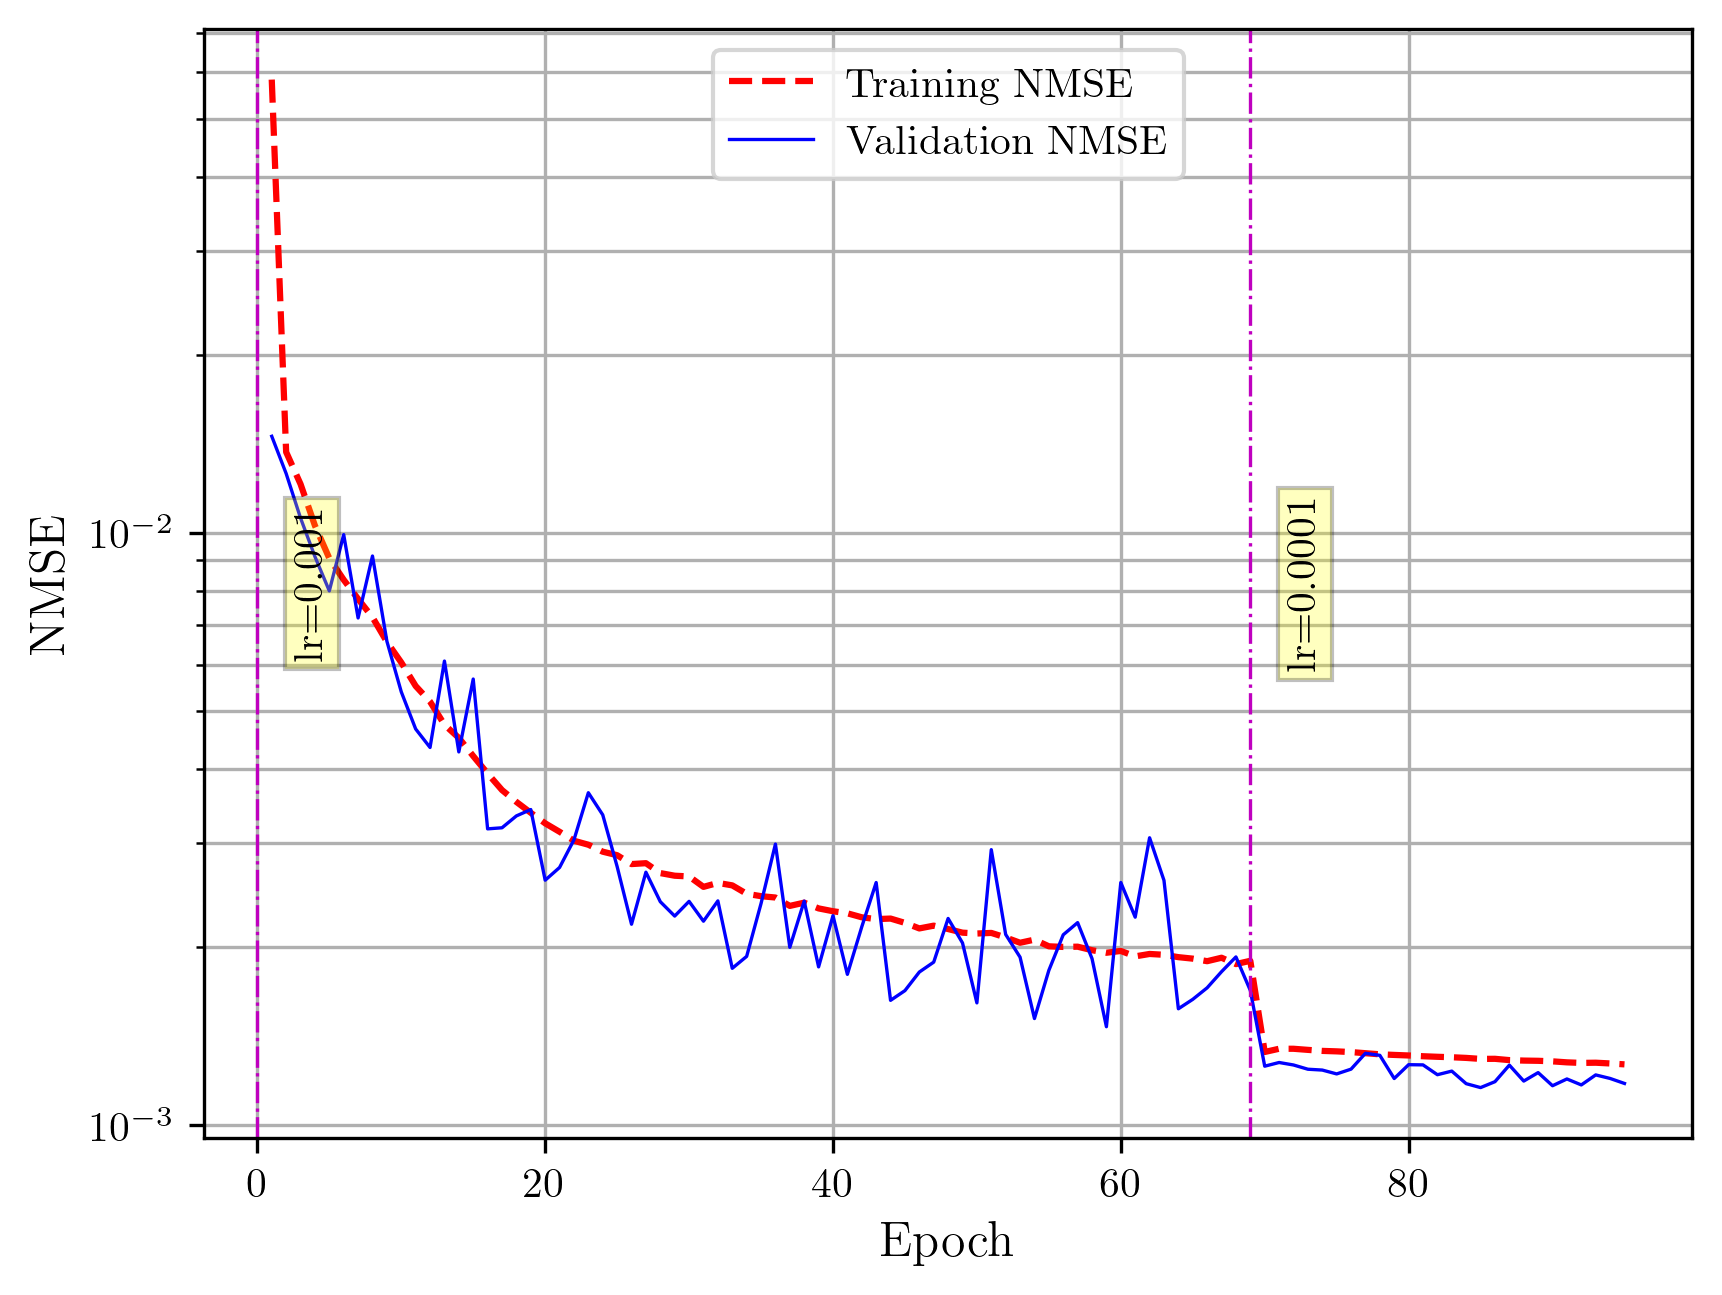 Training NMSE
Validation NMSE
NMSE
10⁻²
10⁻³
lr=0.001
lr=0.0001
0 20 40 60 80
Epoch